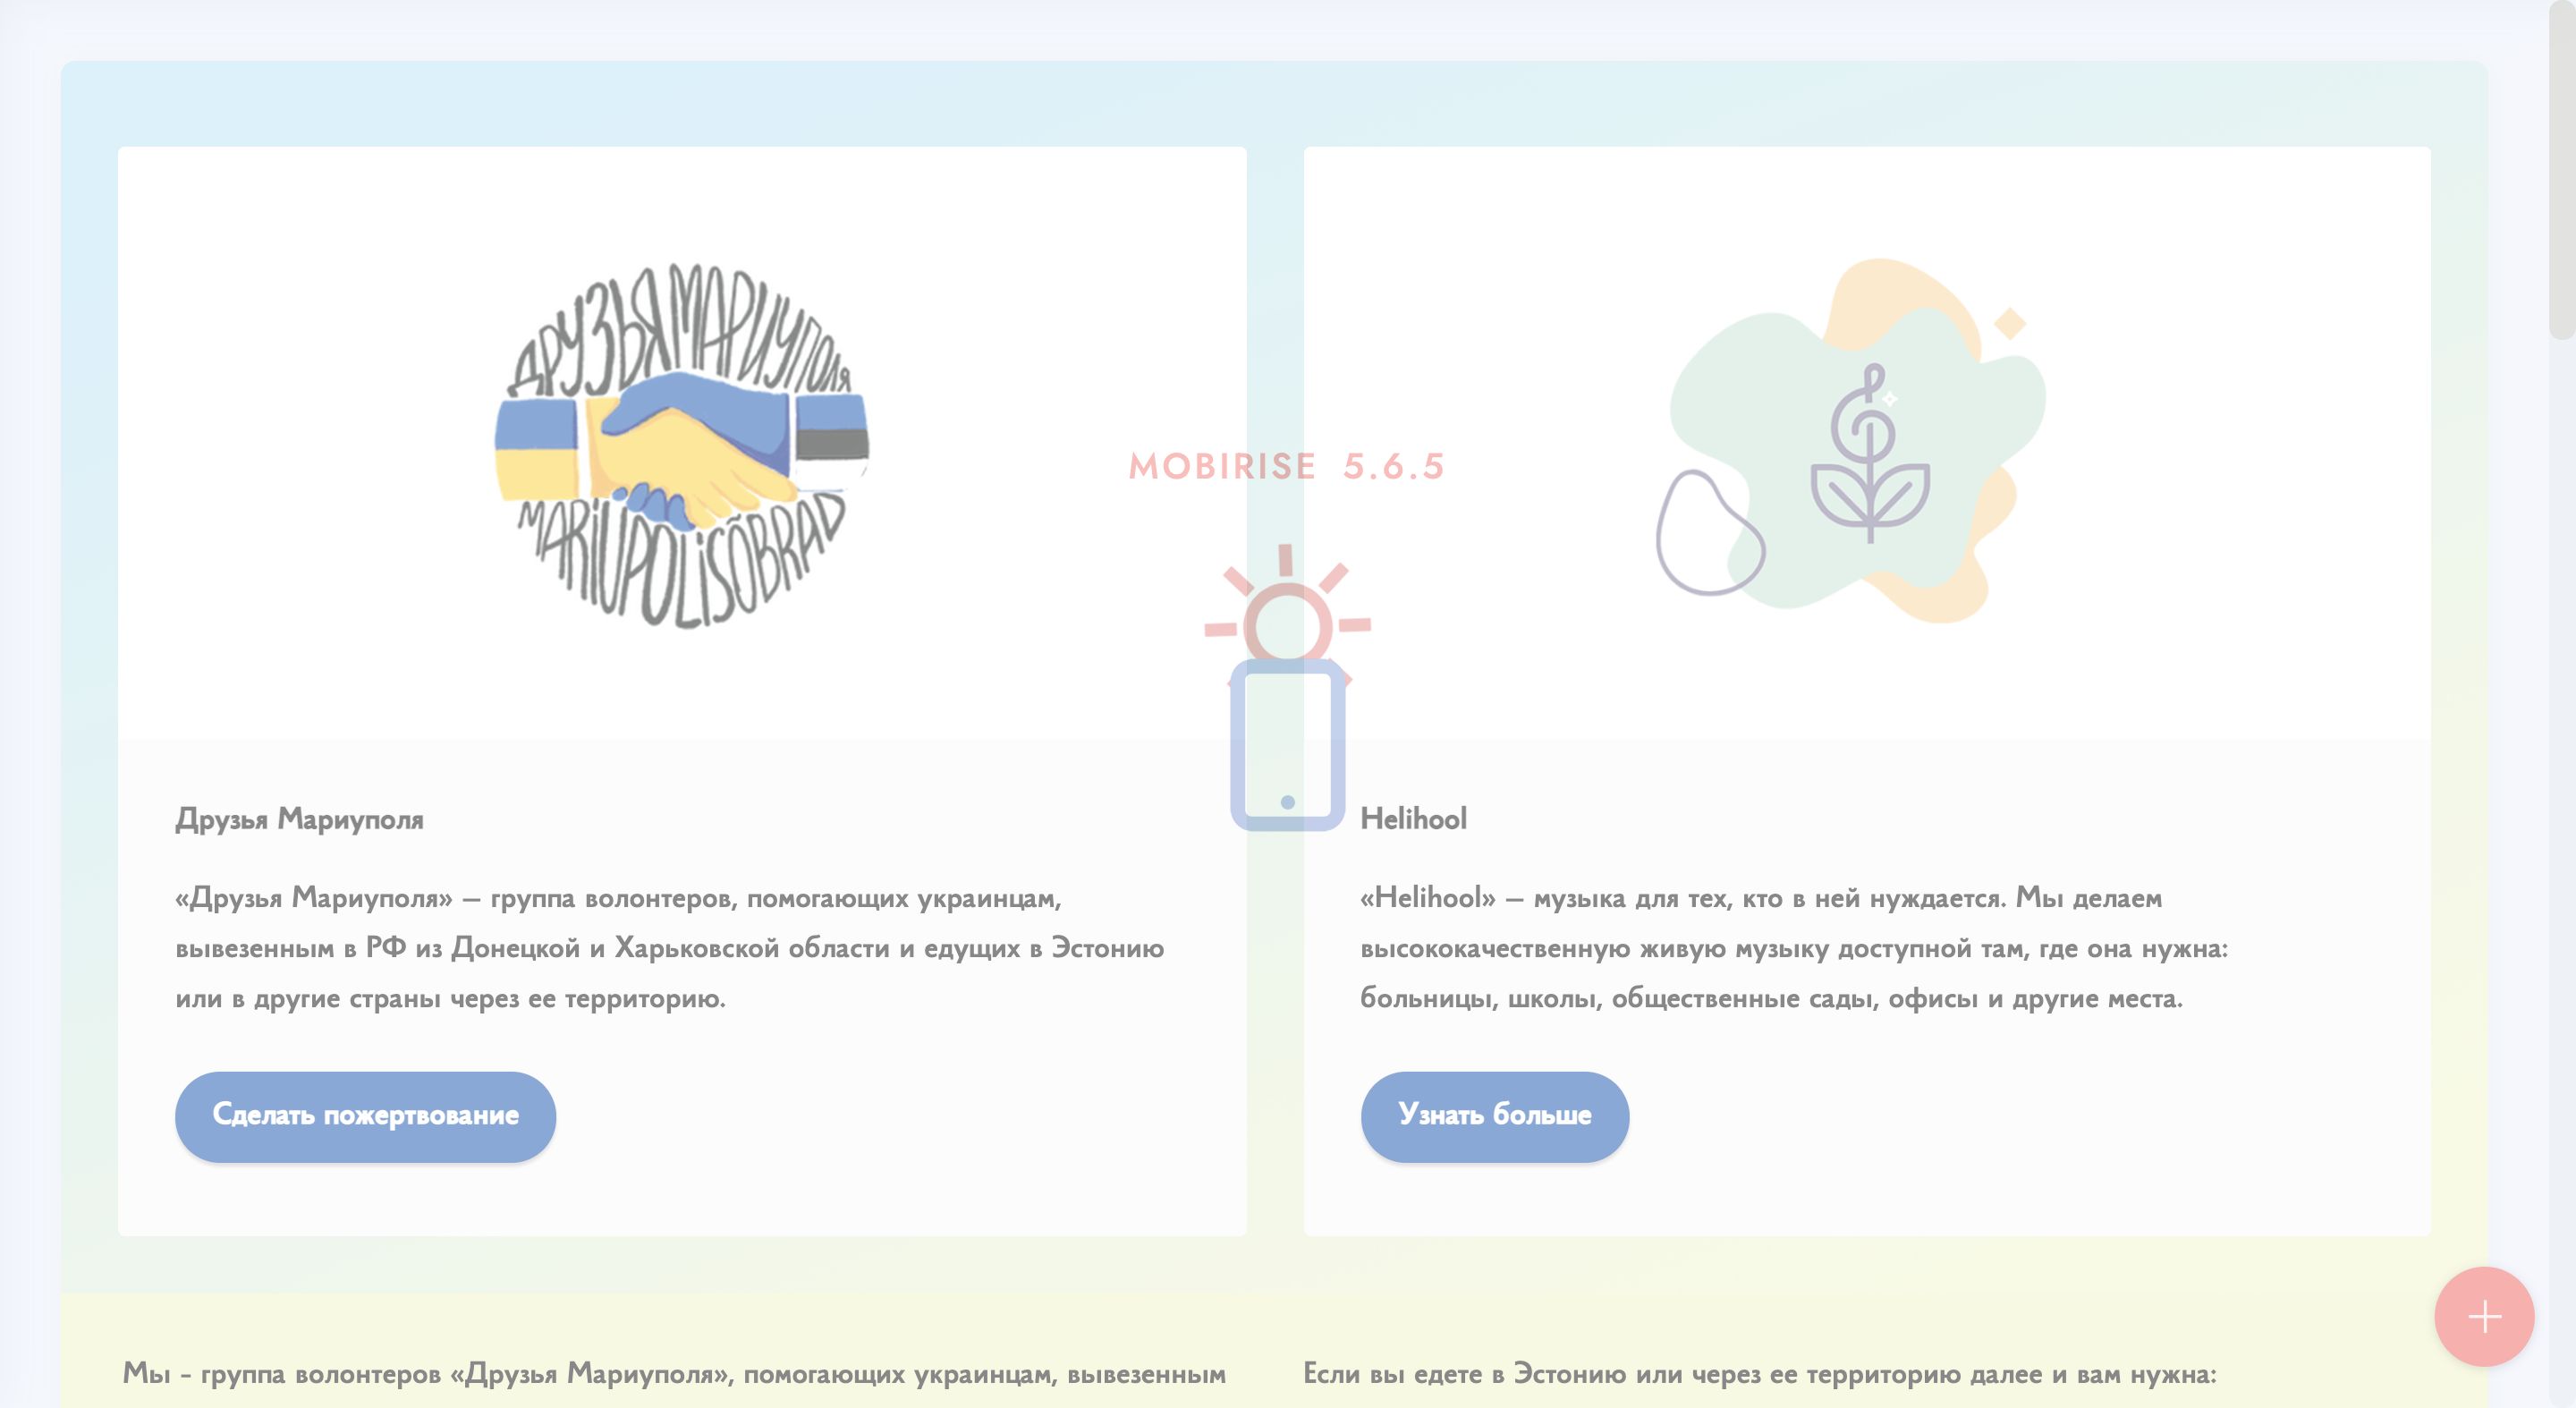 ДРУЗЬЯ МАРИУПОЛЯ
MARIUPOLI SÕBRAD
MOBIRISE 5.6.5
Друзья Мариуполя
«Друзья Мариуполя» — группа волонтеров, помогающих украинцам,
вывезенным в РФ из Донецкой и Харьковской области и едущих в Эстонию
или в другие страны через ее территорию.
Сделать пожертвование
Helihool
«Helihool» — музыка для тех, кто в ней нуждается. Мы делаем
высококачественную живую музыку доступной там, где она нужна:
больницы, школы, общественные сады, офисы и другие места.
Узнать больше
Мы - группа волонтеров «Друзья Мариуполя», помогающих украинцам, вывезенным
Если вы едете в Эстонию или через ее территорию далее и вам нужна: